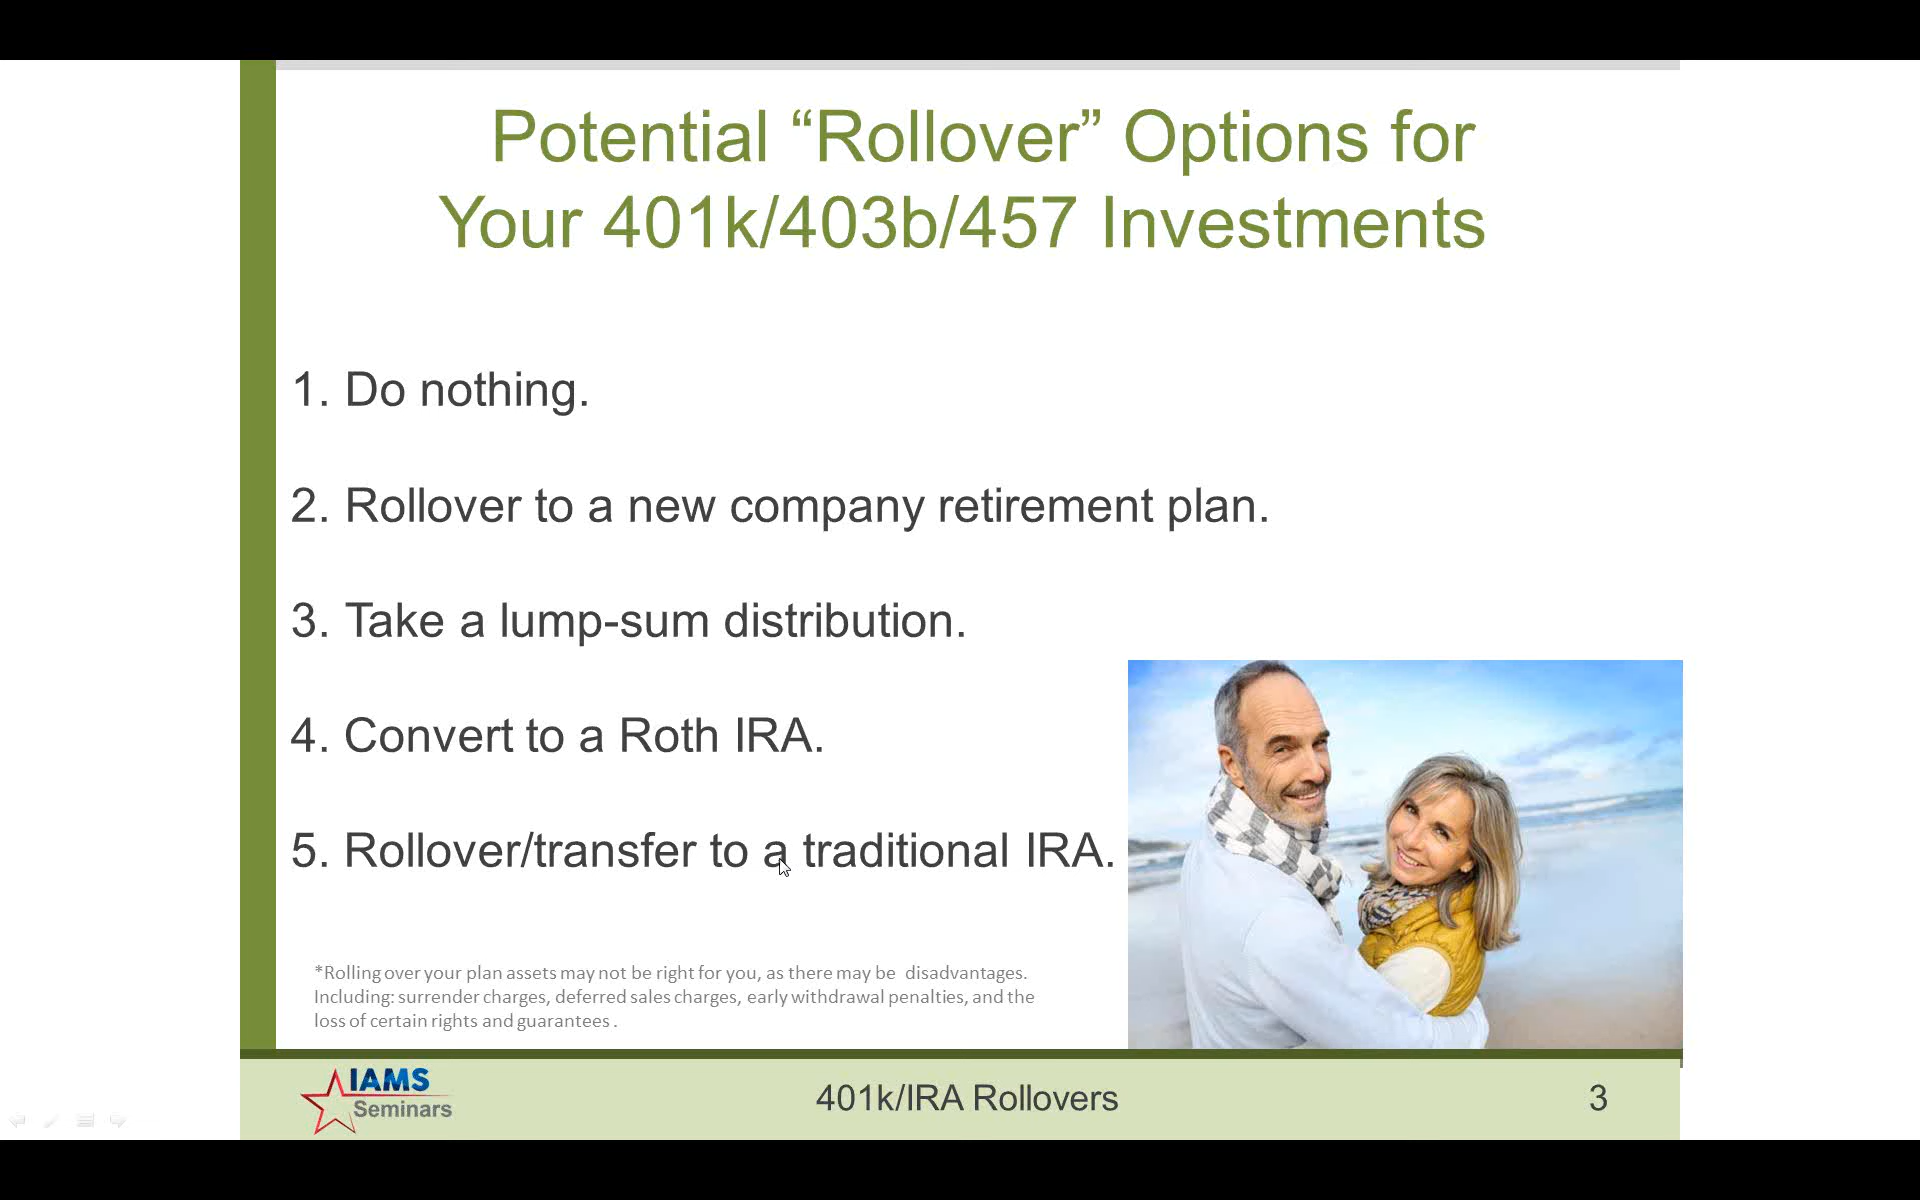 Potential “Rollover” Options for
Your 401k/403b/457 Investments
1. Do nothing.
2. Rollover to a new company retirement plan.
3. Take a lump-sum distribution.
4. Convert to a Roth IRA.
5. Rollover/transfer to a traditional IRA.
*Rolling over your plan assets may not be right for you, as there may be disadvantages.
Including: surrender charges, deferred sales charges, early withdrawal penalties, and the
loss of certain rights and guarantees .
IAMS
Seminars
401k/IRA Rollovers
3